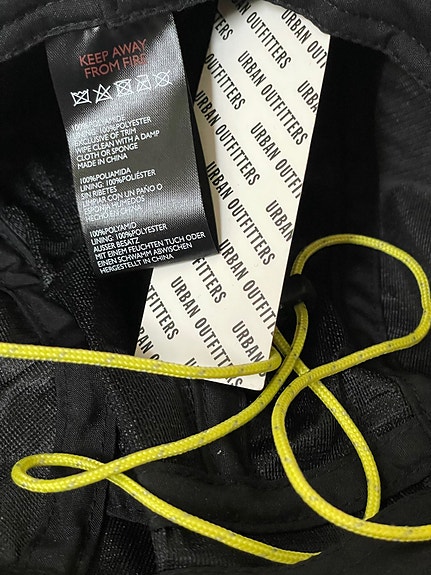 KEEP AWAY
FROM FIRE
100%POLYAMIDE
LINING: 100%POLYESTER
EXCLUSIVE OF TRIM
WIPE CLEAN WITH A DAMP
CLOTH OR SPONGE
MADE IN CHINA
100%POLIAMIDA
LINING: 100%POLIÉSTER
SIN RIBETES
LIMPIAR CON UN PAÑO O
ESPONJA HÚMEDOS
HECHO EN CHINA
100%POLYAMID
LINING: 100%POLYESTER
AUSSER BESATZ
MIT EINEM FEUCHTEN TUCH ODER
EINEN SCHWAMM ABWISCHEN
HERGESTELLT IN CHINA
URBAN OUTFITTERS
URBAN OUTFITTERS
URBAN OUTFITTERS
URBAN OUTFITTERS
URBAN OUTFITTERS
URBAN OUTFITTERS
URBAN OUTFITTERS